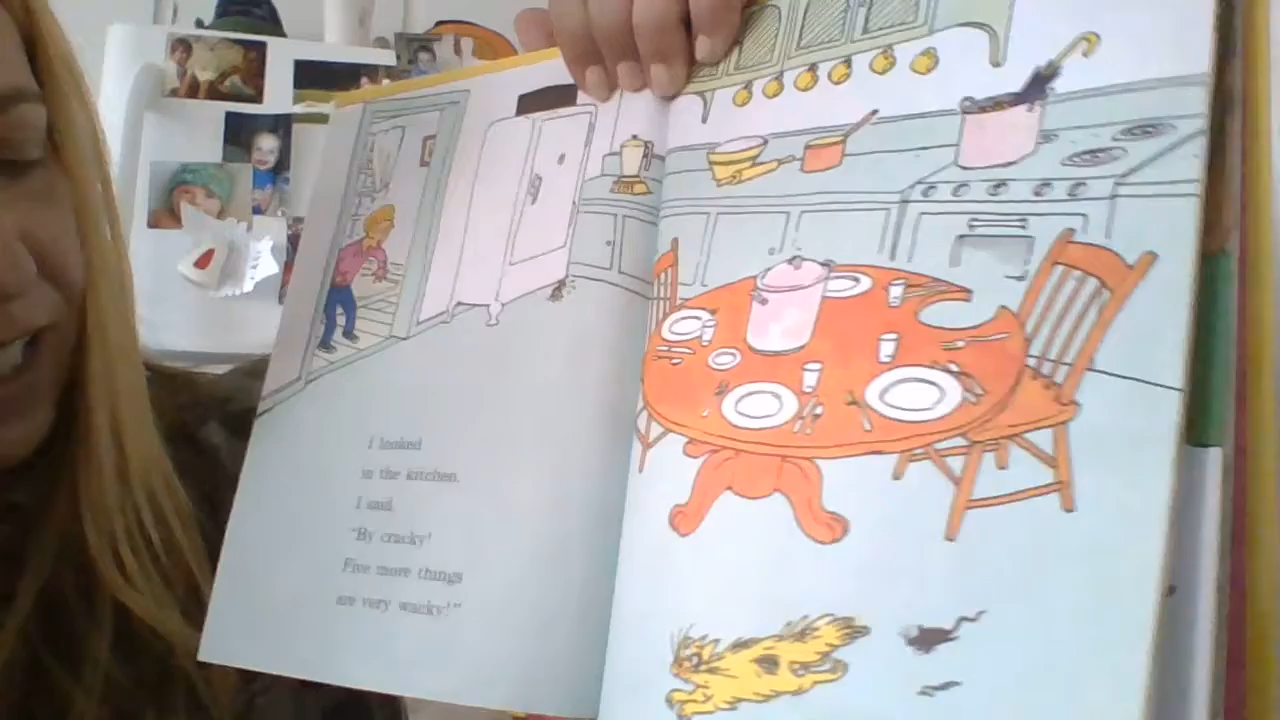 I looked
in the kitchen.
I said,
"By cracky!
Five more things
are very wacky!"